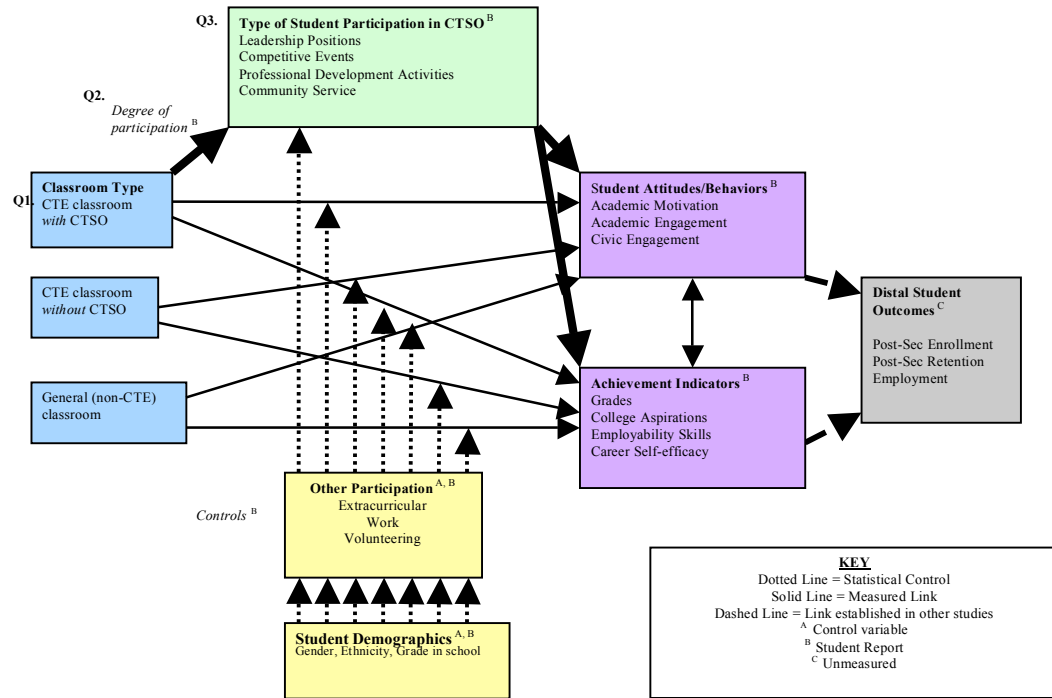 Q3.
Type of Student Participation in CTSO B
Leadership Positions
Competitive Events
Professional Development Activities
Community Service
Q2.
Degree of
participation B
Q1.
Classroom Type
CTE classroom
with CTSO
CTE classroom
without CTSO
General (non-CTE)
classroom
Student Attitudes/Behaviors B
Academic Motivation
Academic Engagement
Civic Engagement
Achievement Indicators B
Grades
College Aspirations
Employability Skills
Career Self-efficacy
Distal Student
Outcomes C
Post-Sec Enrollment
Post-Sec Retention
Employment
Controls B
Other Participation A, B
Extracurricular
Work
Volunteering
Student Demographics A, B
Gender, Ethnicity, Grade in school
KEY
Dotted Line = Statistical Control
Solid Line = Measured Link
Dashed Line = Link established in other studies
A Control variable
B Student Report
C Unmeasured